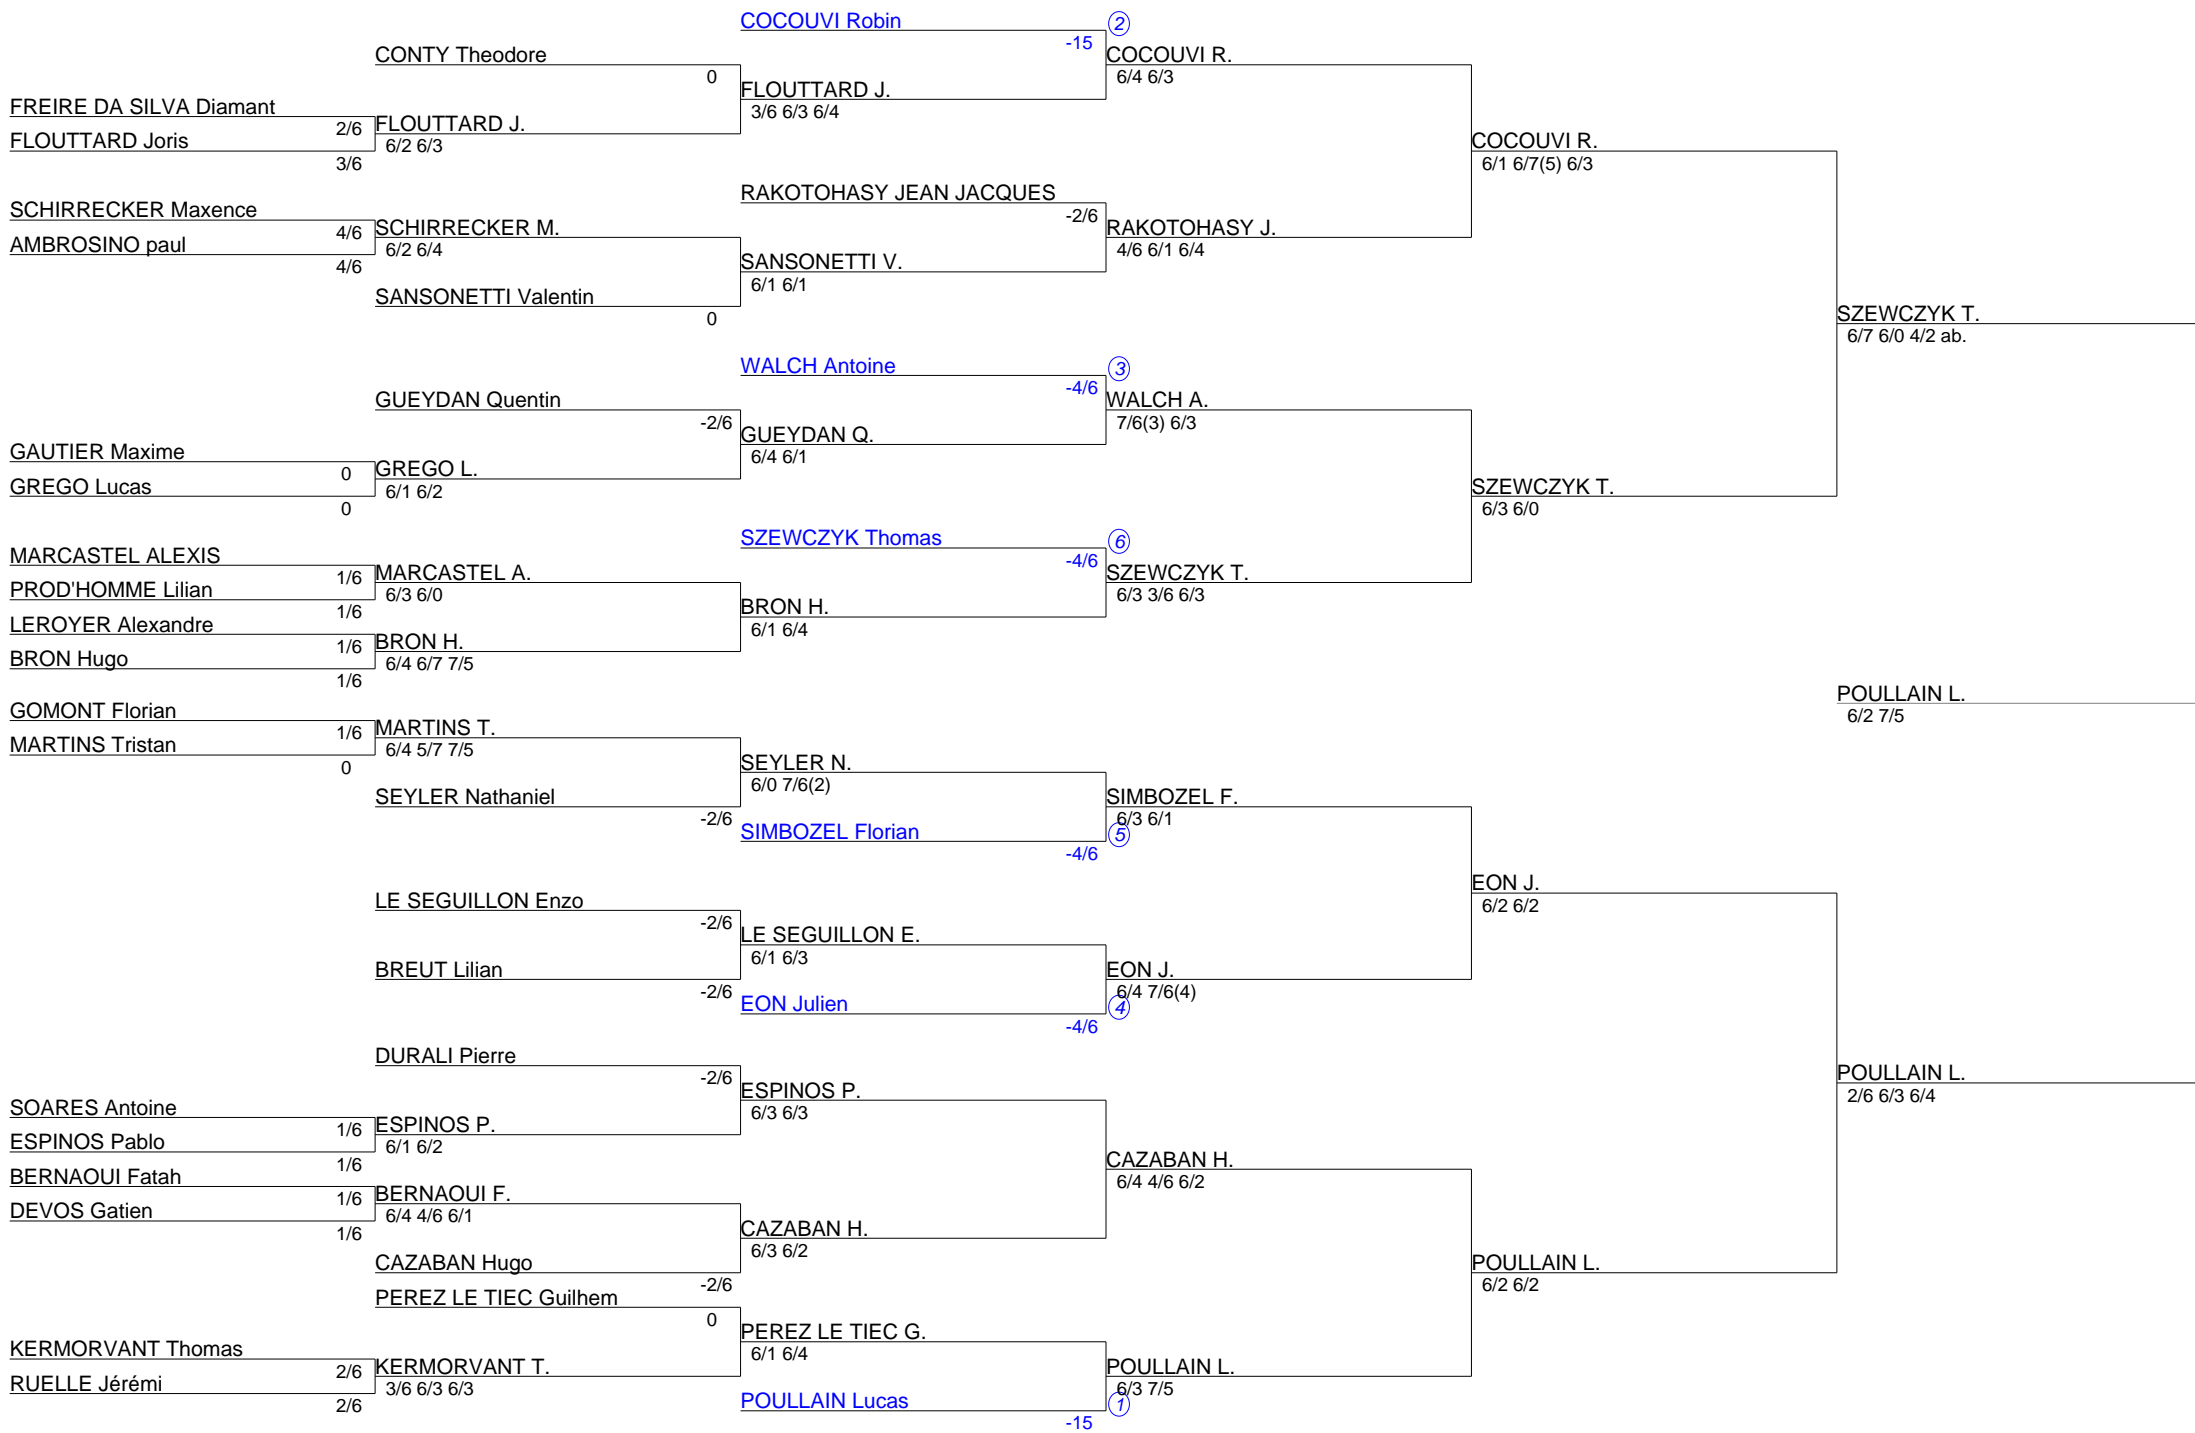 COCOUVI Robin
2
-15
CONTY Theodore
0
COCOUVI R.
6/4 6/3
FLOUTTARD J.
3/6 6/3 6/4
FREIRE DA SILVA Diamant
2/6
FLOUTTARD J.
6/2 6/3
FLOUTTARD Joris
3/6
COCOUVI R.
6/1 6/7(5) 6/3
RAKOTOHASY JEAN JACQUES
-2/6
SCHIRRECKER Maxence
4/6
SCHIRRECKER M.
6/2 6/4
RAKOTOHASY J.
4/6 6/1 6/4
AMBROSINO paul
4/6
SANSONETTI V.
6/1 6/1
SANSONETTI Valentin
0
SZEWCZYK T.
6/7 6/0 4/2 ab.
WALCH Antoine
3
-4/6
GUEYDAN Quentin
-2/6
WALCH A.
7/6(3) 6/3
GUEYDAN Q.
6/4 6/1
GAUTIER Maxime
0
GREGO L.
6/1 6/2
GREGO Lucas
0
SZEWCZYK T.
6/3 6/0
SZEWCZYK Thomas
6
-4/6
MARCASTEL ALEXIS
1/6
MARCASTEL A.
6/3 6/0
SZEWCZYK T.
6/3 3/6 6/3
PROD'HOMME Lilian
1/6
BRON H.
6/1 6/4
LEROYER Alexandre
1/6
BRON H.
6/4 6/7 7/5
BRON Hugo
1/6
POULLAIN L.
6/2 7/5
GOMONT Florian
1/6
MARTINS T.
6/4 5/7 7/5
MARTINS Tristan
0
SEYLER N.
6/0 7/6(2)
SEYLER Nathaniel
-2/6
SIMBOZEL F.
6/3 6/1
SIMBOZEL Florian
5
-4/6
EON J.
6/2 6/2
LE SEGUILLON Enzo
-2/6
LE SEGUILLON E.
6/1 6/3
BREUT Lilian
-2/6
EON J.
6/4 7/6(4)
EON Julien
4
-4/6
DURALI Pierre
-2/6
POULLAIN L.
2/6 6/3 6/4
ESPINOS P.
6/3 6/3
SOARES Antoine
1/6
ESPINOS P.
6/1 6/2
ESPINOS Pablo
1/6
CAZABAN H.
6/4 4/6 6/2
BERNAOUI Fatah
1/6
BERNAOUI F.
6/4 4/6 6/1
DEVOS Gatien
1/6
CAZABAN H.
6/3 6/2
CAZABAN Hugo
-2/6
POULLAIN L.
6/2 6/2
PEREZ LE TIEC Guilhem
0
PEREZ LE TIEC G.
6/1 6/4
KERMORVANT Thomas
2/6
KERMORVANT T.
3/6 6/3 6/3
POULLAIN L.
6/3 7/5
RUELLE Jérémi
2/6
POULLAIN Lucas
1
-15